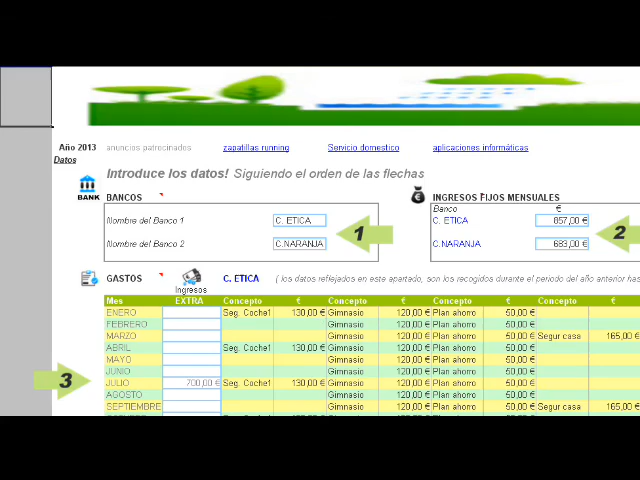 Año 2013 anuncios patrocinados zapatillas running Servicio domestico aplicaciones informáticas
Datos
Introduce los datos! Siguiendo el orden de las flechas
BANK BANCOS
INGRESOS FIJOS MENSUALES
Banco €
Nombre del Banco 1 C. ETICA
1
C. ETICA 857,00 €
2
Nombre del Banco 2 C.NARANJA
C.NARANJA 683,00 €
GASTOS C. ETICA ( los datos reflejados en este apartado, son los recogidos durante el periodo del año anterior
Ingresos
Mes EXTRA Concepto € Concepto € Concepto € Concepto €
ENERO Seg. Coche1 130,00 € Gimnasio 120,00 € Plan ahorro 50,00 €
FEBRERO Gimnasio 120,00 € Plan ahorro 50,00 €
MARZO Gimnasio 120,00 € Plan ahorro 50,00 € Segur casa 165,00 €
ABRIL Seg. Coche1 130,00 € Gimnasio 120,00 € Plan ahorro 50,00 €
MAYO Gimnasio 120,00 € Plan ahorro 50,00 €
JUNIO Gimnasio 120,00 € Plan ahorro 50,00 €
3
JULIO 700,00 € Seg. Coche1 130,00 € Gimnasio 120,00 € Plan ahorro 50,00 €
AGOSTO Gimnasio 120,00 € Plan ahorro 50,00 €
SEPTIEMBRE Gimnasio 120,00 € Plan ahorro 50,00 € Segur casa 165,00 €